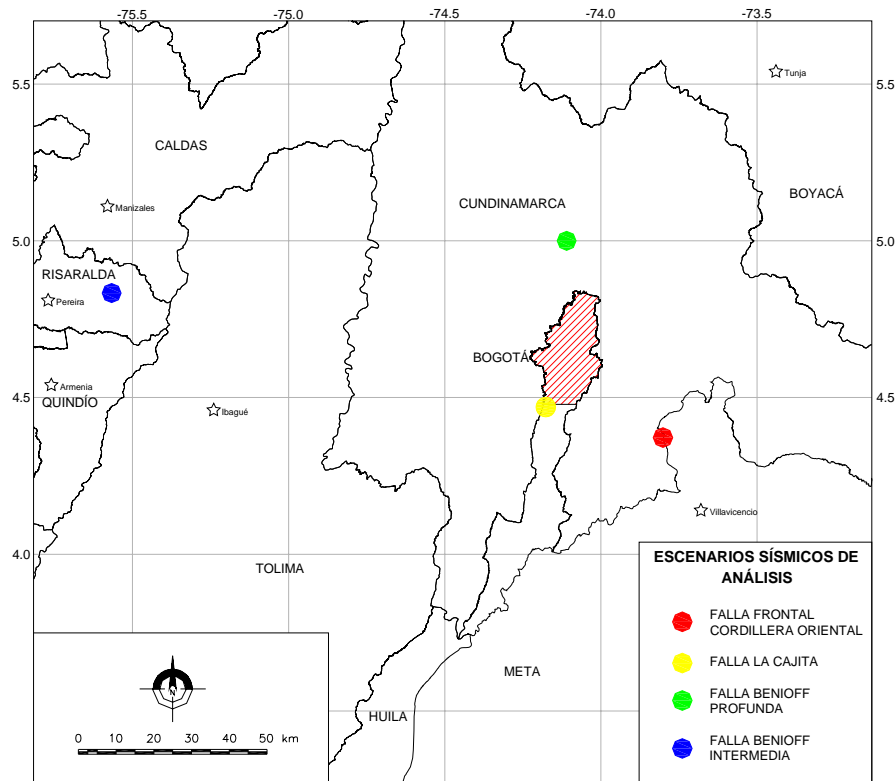 -75.5 -75.0 -74.5 -74.0 -73.5
5.5 5.5
Tunja
CALDAS
BOYACÁ
CUNDINAMARCA
Manizales
5.0 5.0
RISARALDA
Pereira
BOGOTÁ
Armenia
4.5 4.5
QUINDÍO
Ibagué
Villavicencio
4.0
TOLIMA
META
HUILA
ESCENARIOS SÍSMICOS DE
ANÁLISIS
FALLA FRONTAL
CORDILLERA ORIENTAL
FALLA LA CAJITA
FALLA BENIOFF
PROFUNDA
FALLA BENIOFF
INTERMEDIA
N
0 10 20 30 40 50 km